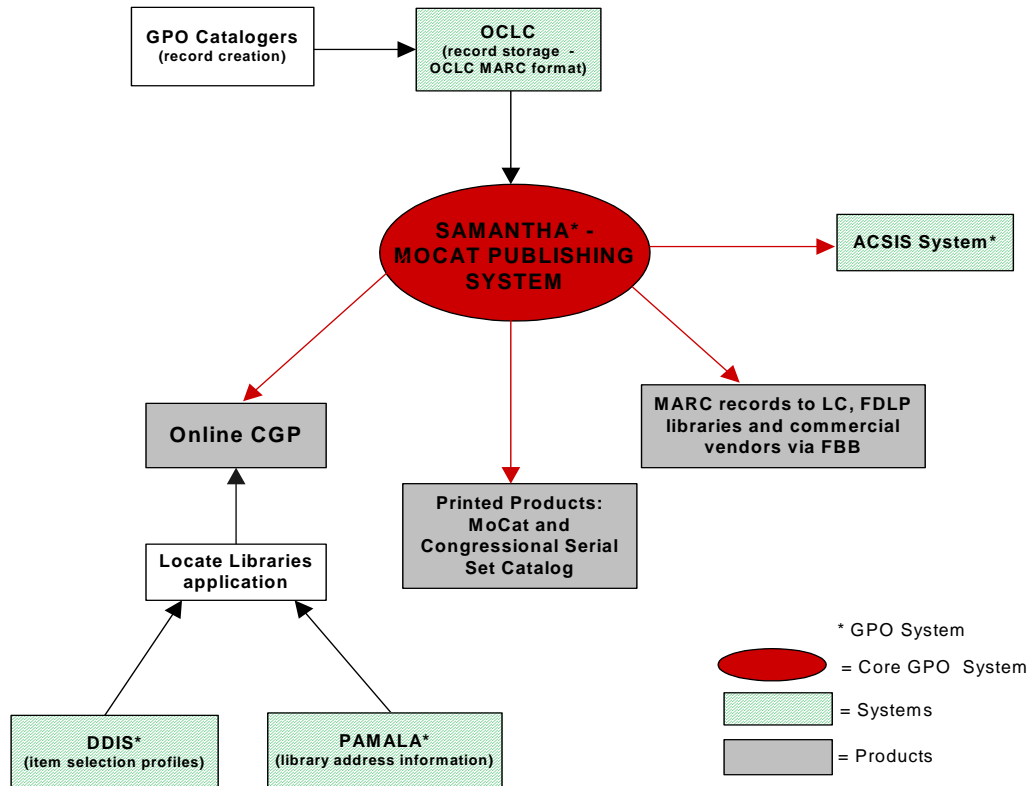 GPO Catalogers
(record creation)
OCLC
(record storage -
OCLC MARC format)
SAMANTHA* -
MOCAT PUBLISHING
SYSTEM
ACSIS System*
Online CGP
MARC records to LC, FDLP
libraries and commercial
vendors via FBB
Printed Products:
MoCat and
Congressional Serial
Set Catalog
Locate Libraries
application
DDIS*
(item selection profiles)
PAMALA*
(library address information)
* GPO System
= Core GPO System
= Systems
= Products